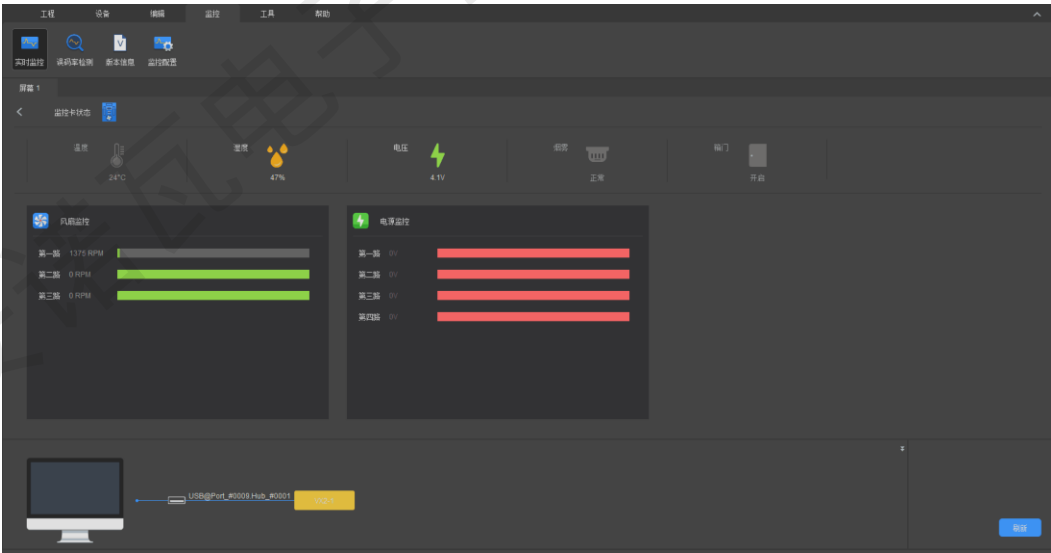 工程 设备 编辑 监控 工具 帮助
实时监控 误码率检测 版本信息 监控配置
屏幕 1
监控卡状态
温度 湿度 电压 烟雾 箱门
24°C 47% 4.1V 正常 开启
风扇监控
第一路 1376 RPM
第二路 0 RPM
第三路 0 RPM
电源监控
第一路 0V
第二路 0V
第三路 0V
第四路 0V
USB@Port_#0009.Hub_#0001
刷新